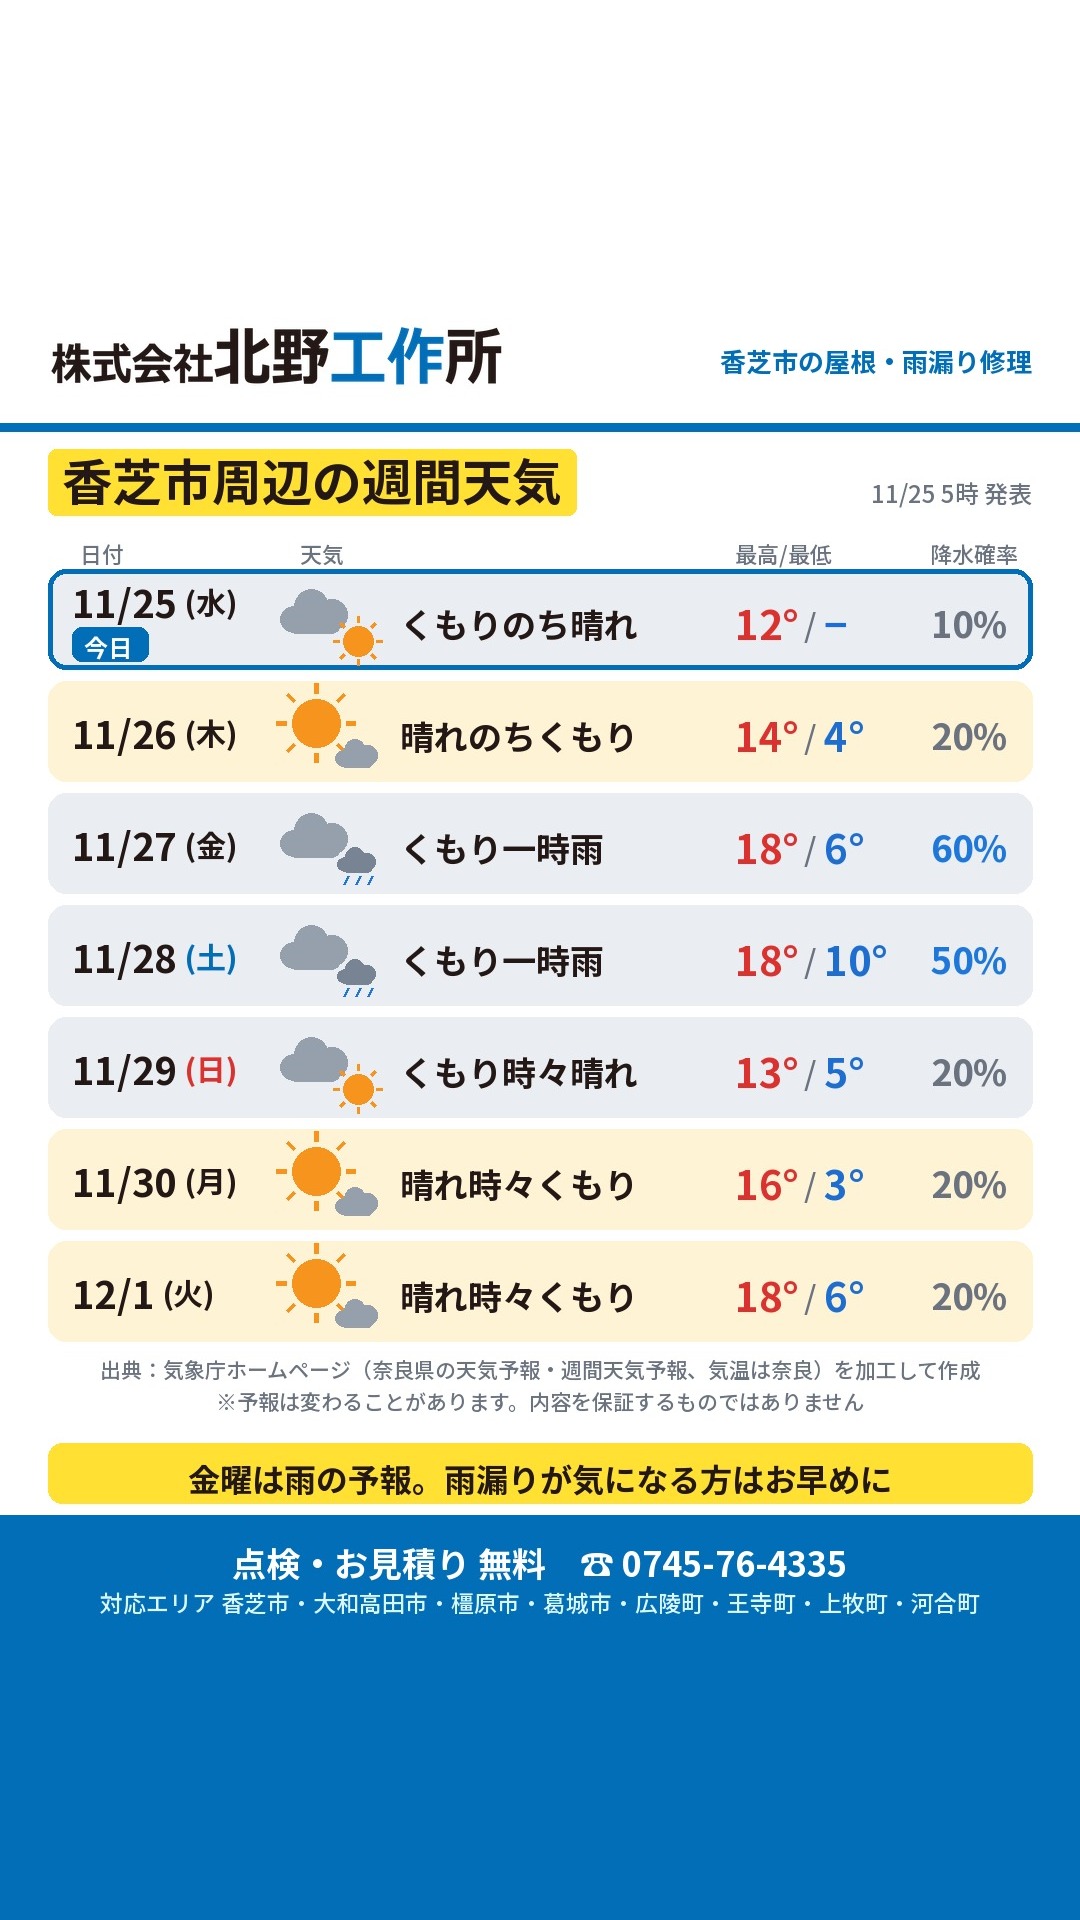 株式会社北野工作所
香芝市の屋根・雨漏り修理
香芝市周辺の週間天気
11/25 5時 発表
日付 天気 最高/最低 降水確率
11/25 (水) 今日 くもりのち晴れ 12°/ − 10%
11/26 (木) 晴れのちくもり 14°/ 4° 20%
11/27 (金) くもり一時雨 18°/ 6° 60%
11/28 (土) くもり一時雨 18°/ 10° 50%
11/29 (日) くもり時々晴れ 13°/ 5° 20%
11/30 (月) 晴れ時々くもり 16°/ 3° 20%
12/1 (火) 晴れ時々くもり 18°/ 6° 20%
出典：気象庁ホームページ（奈良県の天気予報・週間天気予報、気温は奈良）を加工して作成
※予報は変わることがあります。内容を保証するものではありません
金曜は雨の予報。雨漏りが気になる方はお早めに
点検・お見積り 無料 ☎ 0745-76-4335
対応エリア 香芝市・大和高田市・橿原市・葛城市・広陵町・王寺町・上牧町・河合町